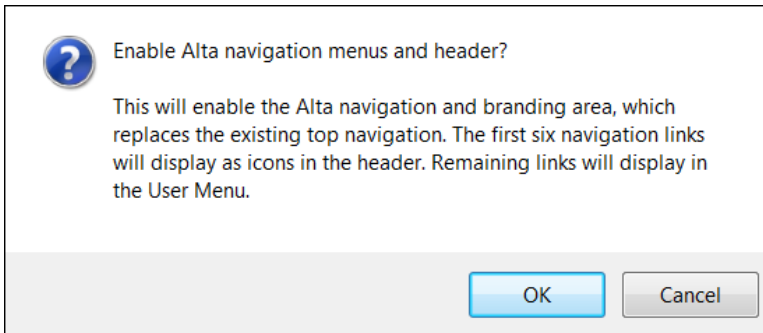 Enable Alta navigation menus and header?
This will enable the Alta navigation and branding area, which
replaces the existing top navigation. The first six navigation links
will display as icons in the header. Remaining links will display in
the User Menu.
OK
Cancel